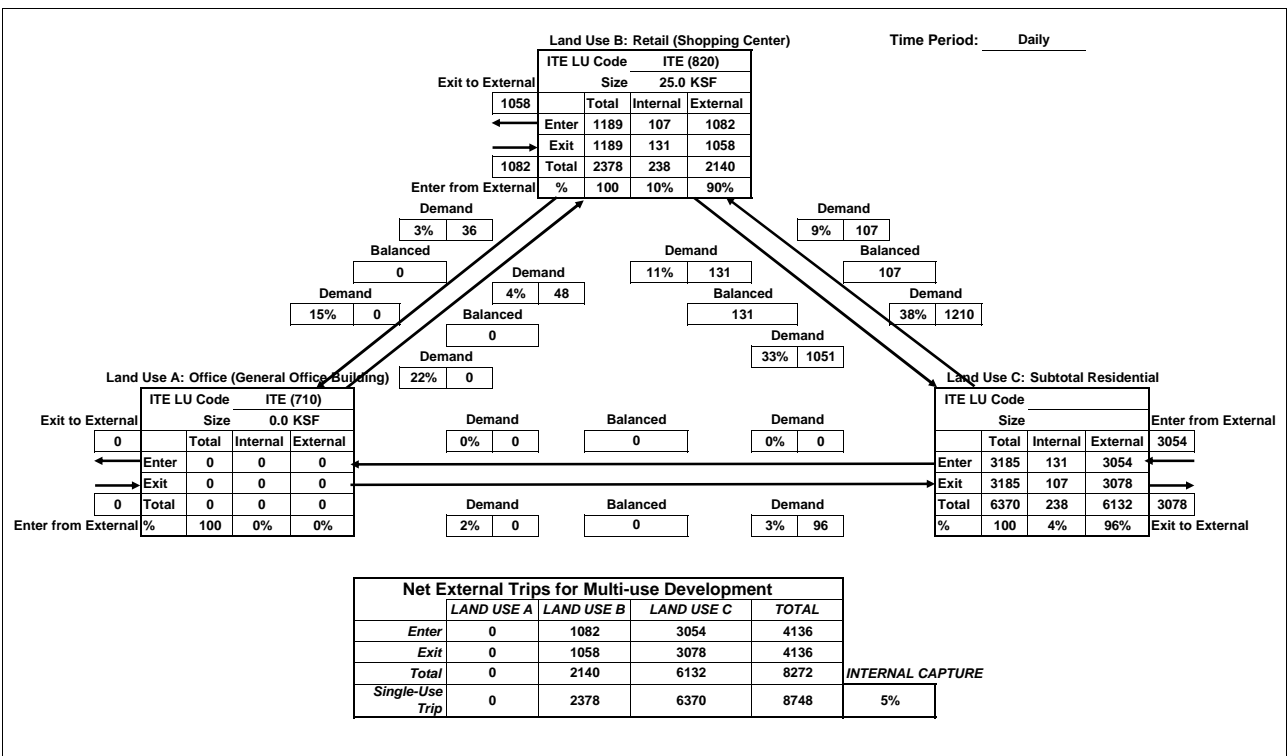 Land Use B: Retail (Shopping Center)
Time Period: Daily
ITE LU Code ITE (820)
Exit to External Size 25.0 KSF
1058 Total Internal External
Enter 1189 107 1082
Exit 1189 131 1058
1082 Total 2378 238 2140
Enter from External % 100 10% 90%
Demand
3% 36
Balanced
0
Demand
15% 0
Demand
4% 48
Balanced
0
Demand
22% 0
Demand
11% 131
Balanced
131
Demand
33% 1051
Demand
9% 107
Balanced
107
Demand
38% 1210
Land Use A: Office (General Office Building)
ITE LU Code ITE (710)
Exit to External Size 0.0 KSF
0 Total Internal External
Enter 0 0 0
Exit 0 0 0
0 Total 0 0 0
Enter from External % 100 0% 0%
Demand Balanced Demand
0% 0 0 0% 0
Demand Balanced Demand
2% 0 0 3% 96
Land Use C: Subtotal Residential
ITE LU Code
Size Enter from External
Total Internal External 3054
Enter 3185 131 3054
Exit 3185 107 3078
Total 6370 238 6132 3078
% 100 4% 96% Exit to External
Net External Trips for Multi-use Development
LAND USE A LAND USE B LAND USE C TOTAL
Enter 0 1082 3054 4136
Exit 0 1058 3078 4136
Total 0 2140 6132 8272 INTERNAL CAPTURE
Single-Use
Trip 0 2378 6370 8748 5%